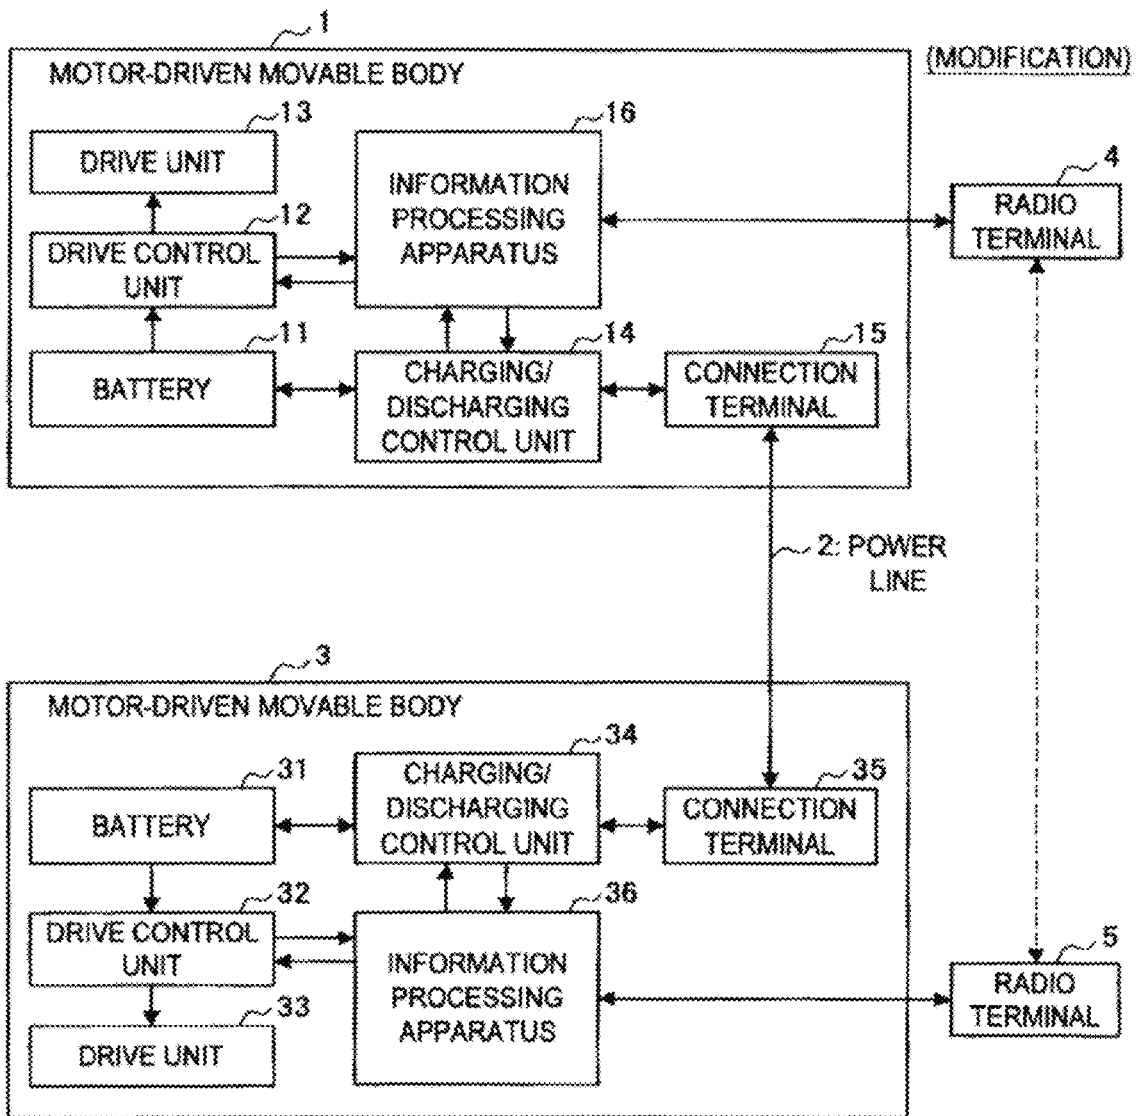 1
MOTOR-DRIVEN MOVABLE BODY
(MODIFICATION)
13
DRIVE UNIT
16
INFORMATION
PROCESSING
APPARATUS
4
RADIO
TERMINAL
12
DRIVE CONTROL
UNIT
11
BATTERY
14
CHARGING/
DISCHARGING
CONTROL UNIT
15
CONNECTION
TERMINAL
2: POWER
LINE
3
MOTOR-DRIVEN MOVABLE BODY
31
BATTERY
34
CHARGING/
DISCHARGING
CONTROL UNIT
35
CONNECTION
TERMINAL
32
DRIVE CONTROL
UNIT
36
INFORMATION
PROCESSING
APPARATUS
5
RADIO
TERMINAL
33
DRIVE UNIT